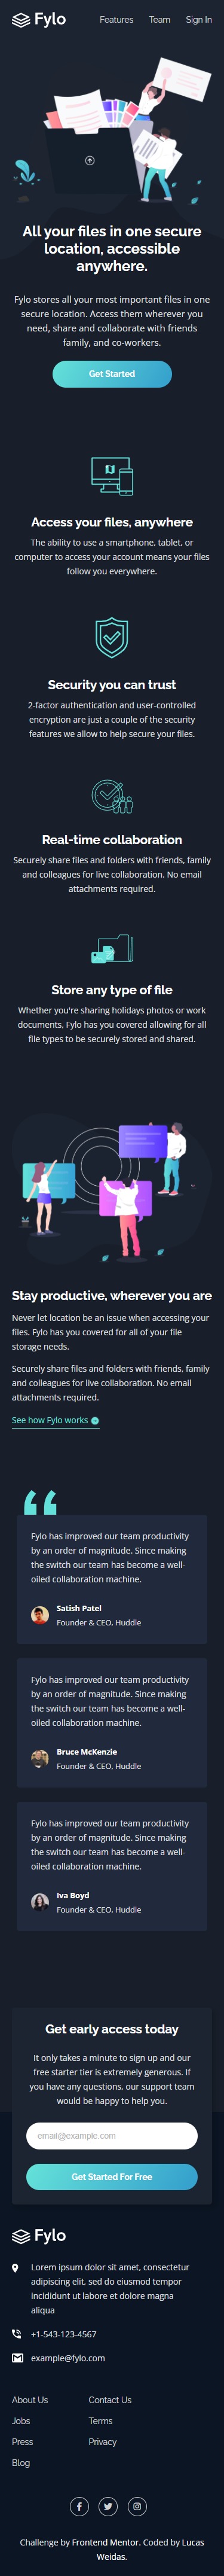 Fylo
Features Team Sign In
All your files in one secure
location, accessible
anywhere.
Fylo stores all your most important files in one
secure location. Access them wherever you
need, share and collaborate with friends
family, and co-workers.
Get Started
Access your files, anywhere
The ability to use a smartphone, tablet, or
computer to access your account means your files
follow you everywhere.
Security you can trust
2-factor authentication and user-controlled
encryption are just a couple of the security
features we allow to help secure your files.
Real-time collaboration
Securely share files and folders with friends, family
and colleagues for live collaboration. No email
attachments required.
Store any type of file
Whether you're sharing holidays photos or work
documents, Fylo has you covered allowing for all
file types to be securely stored and shared.
Stay productive, wherever you are
Never let location be an issue when accessing your
files. Fylo has you covered for all of your file
storage needs.
Securely share files and folders with friends, family
and colleagues for live collaboration. No email
attachments required.
See how Fylo works
Fylo has improved our team productivity
by an order of magnitude. Since making
the switch our team has become a well-
oiled collaboration machine.
Satish Patel
Founder & CEO, Huddle
Fylo has improved our team productivity
by an order of magnitude. Since making
the switch our team has become a well-
oiled collaboration machine.
Bruce McKenzie
Founder & CEO, Huddle
Fylo has improved our team productivity
by an order of magnitude. Since making
the switch our team has become a well-
oiled collaboration machine.
Iva Boyd
Founder & CEO, Huddle
Get early access today
It only takes a minute to sign up and our
free starter tier is extremely generous. If
you have any questions, our support team
would be happy to help you.
email@example.com
Get Started For Free
Fylo
Lorem ipsum dolor sit amet, consectetur
adipiscing elit, sed do eiusmod tempor
incididunt ut labore et dolore magna
aliqua
+1-543-123-4567
example@fylo.com
About Us Contact Us
Jobs Terms
Press Privacy
Blog
Challenge by Frontend Mentor. Coded by Lucas
Weidas.